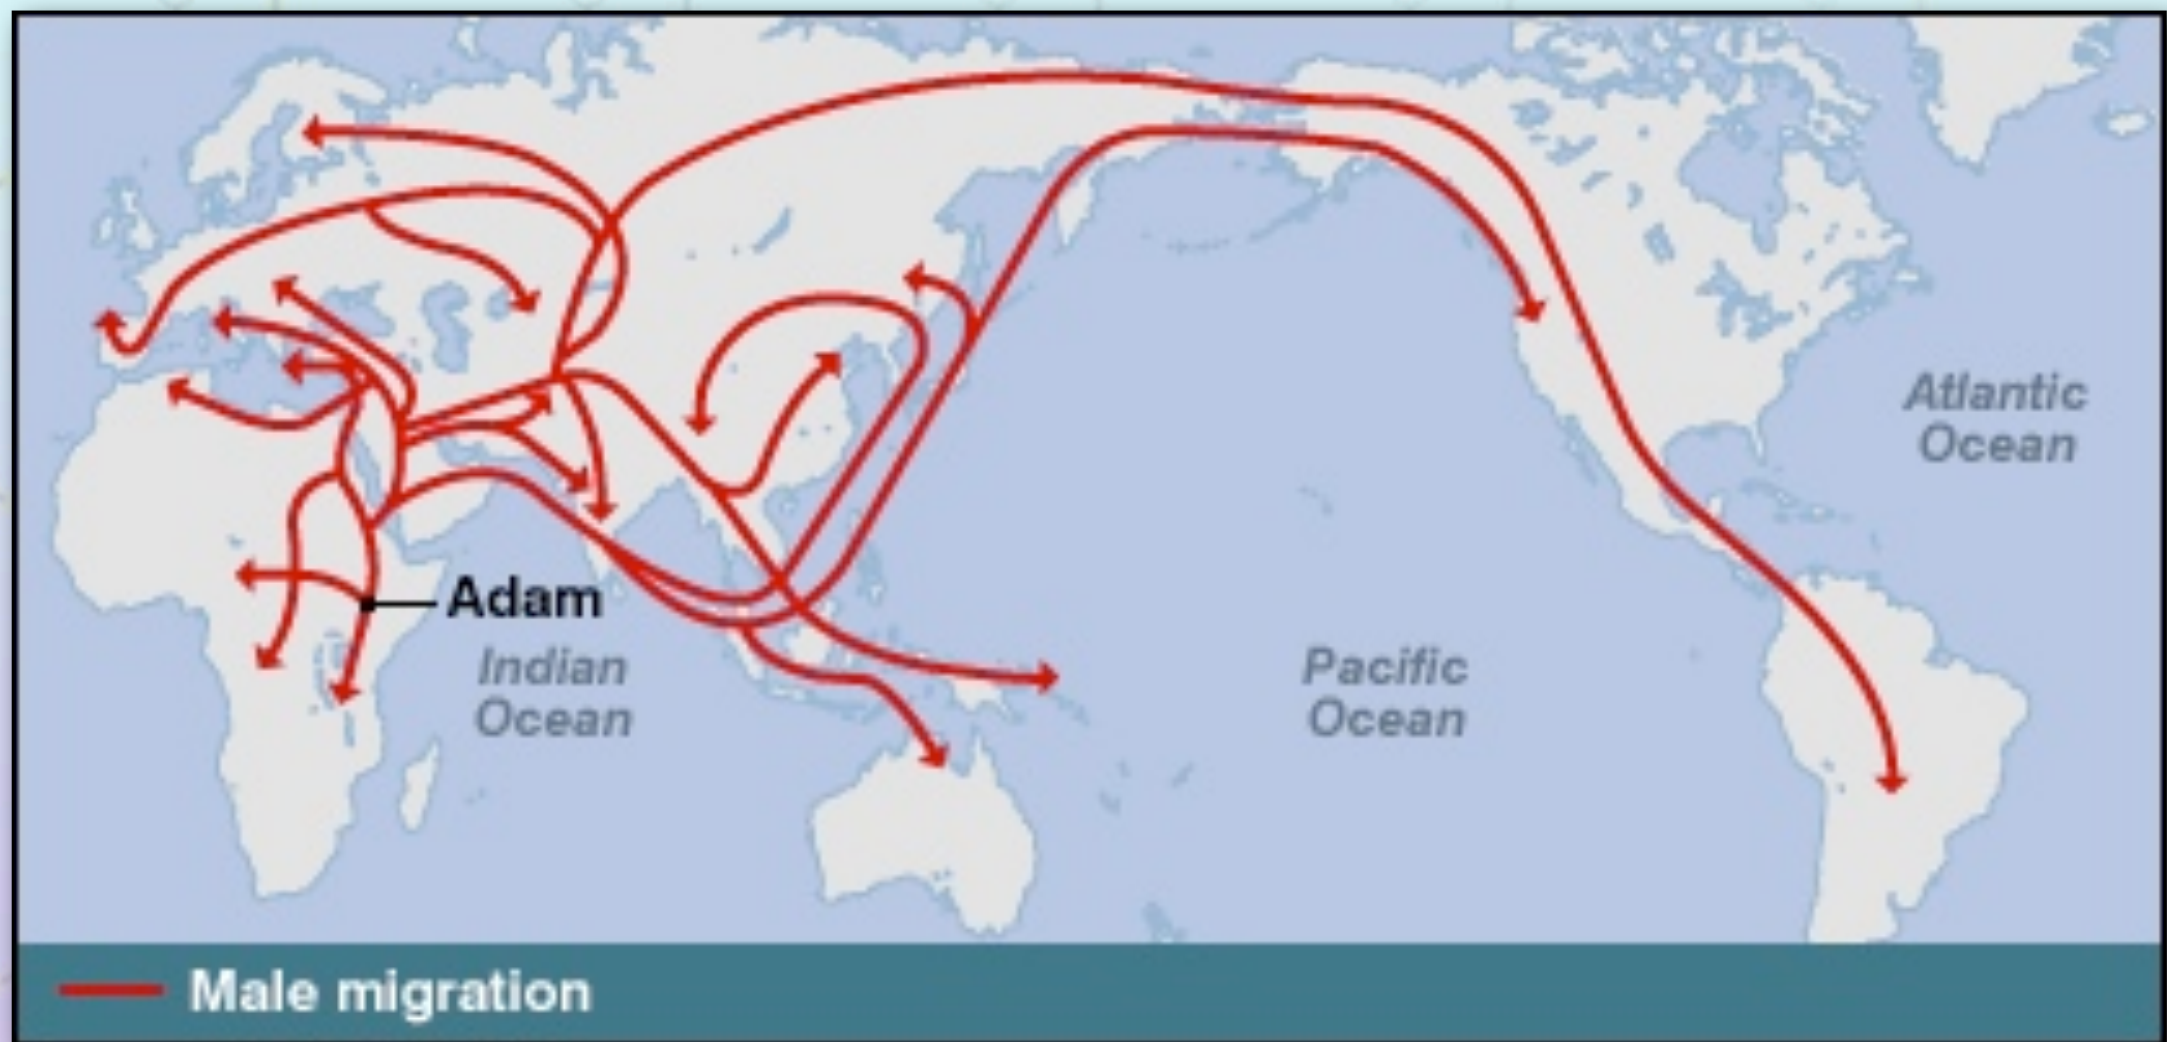 Atlantic
Ocean
Adam
Indian
Ocean
Pacific
Ocean
Male migration